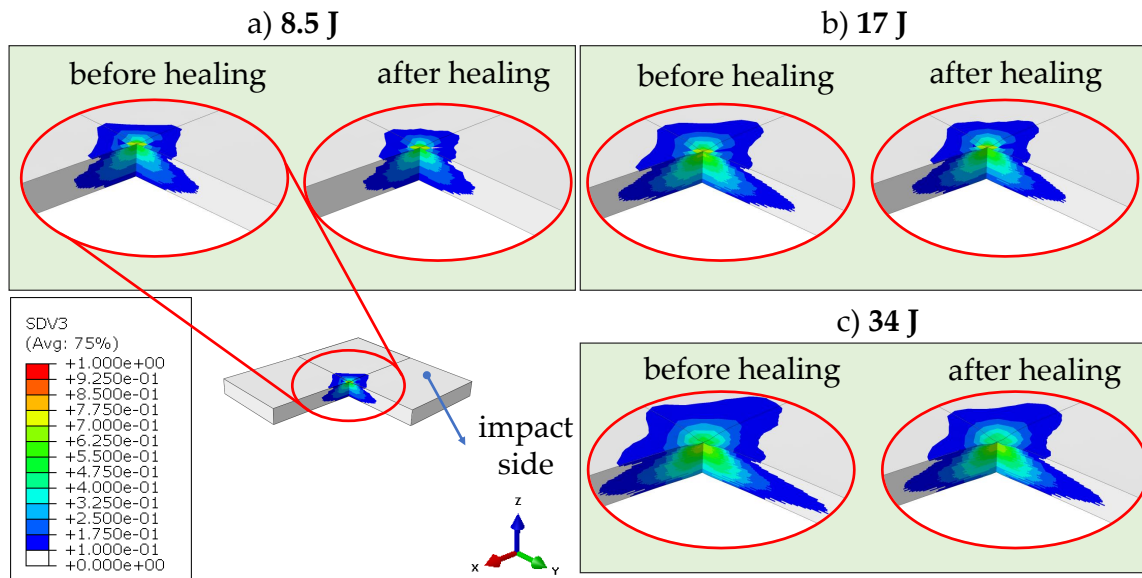 a) 8.5 J
before healing
after healing
b) 17 J
before healing
after healing
SDV3
(Avg: 75%)
+1.000e+00
+9.250e-01
+8.500e-01
+7.750e-01
+7.000e-01
+6.250e-01
+5.500e-01
+4.750e-01
+4.000e-01
+3.250e-01
+2.500e-01
+1.750e-01
+1.000e-01
+0.000e+00
impact
side
Z
X
Y
c) 34 J
before healing
after healing